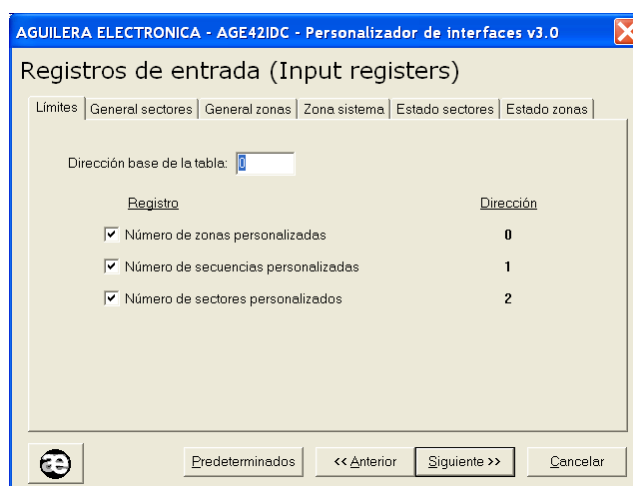 AGUILERA ELECTRONICA - AGE42IDC - Personalizador de interfaces v3.0
Registros de entrada (Input registers)
Límites General sectores General zonas Zona sistema Estado sectores Estado zonas
Dirección base de la tabla: 0
Registro Dirección
Número de zonas personalizadas 0
Número de secuencias personalizadas 1
Número de sectores personalizados 2
æ Predeterminados << Anterior Siguiente >> Cancelar